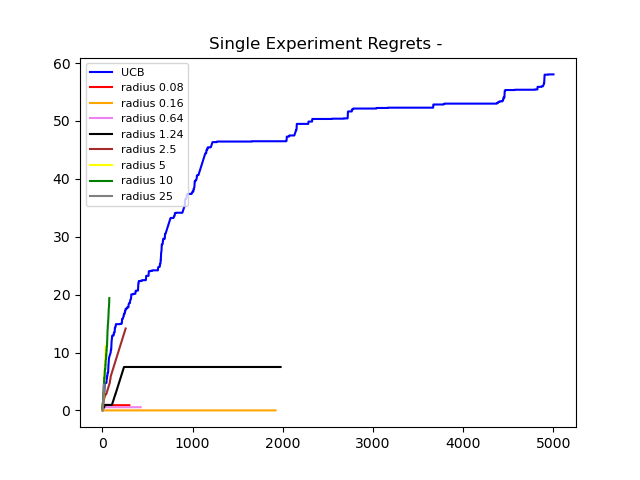 Single Experiment Regrets -
60
50
40
30
20
10
0
UCB
radius 0.08
radius 0.16
radius 0.64
radius 1.24
radius 2.5
radius 5
radius 10
radius 25
0 1000 2000 3000 4000 5000